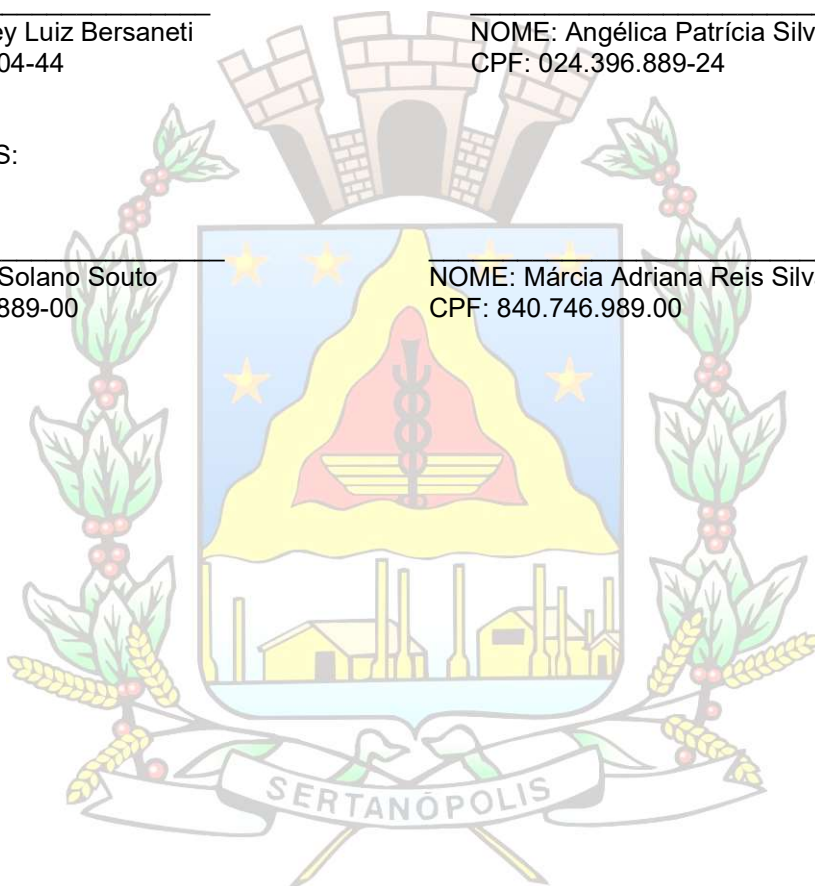 ey Luiz Bersaneti
04-44
NOME: Angélica Patrícia Silv
CPF: 024.396.889-24
S:
Solano Souto
889-00
NOME: Márcia Adriana Reis Silv
CPF: 840.746.989.00
SERTANÓPOLIS